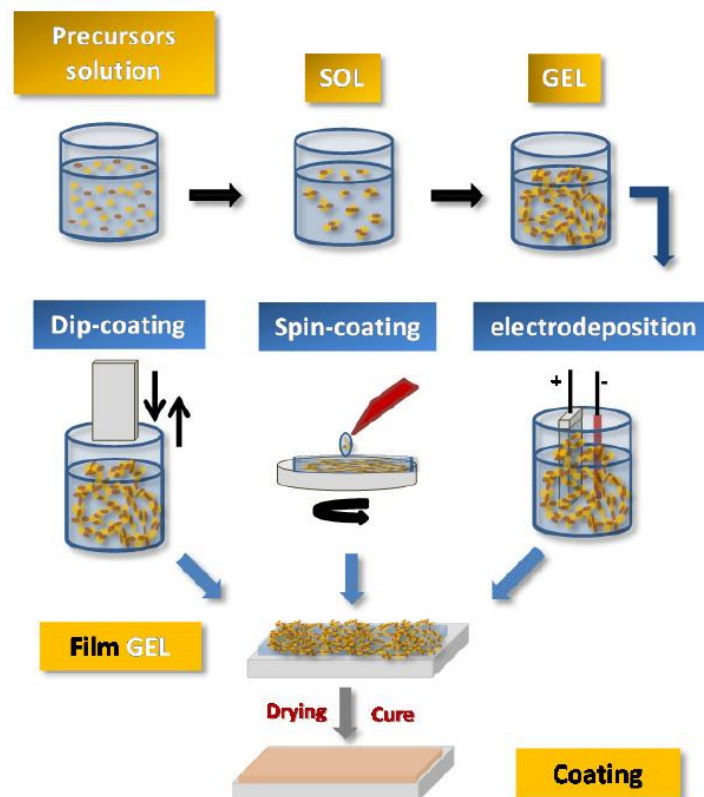 Precursors
solution
SOL
GEL
Dip-coating
Spin-coating
electrodeposition
+ -
Film GEL
Drying Cure
Coating